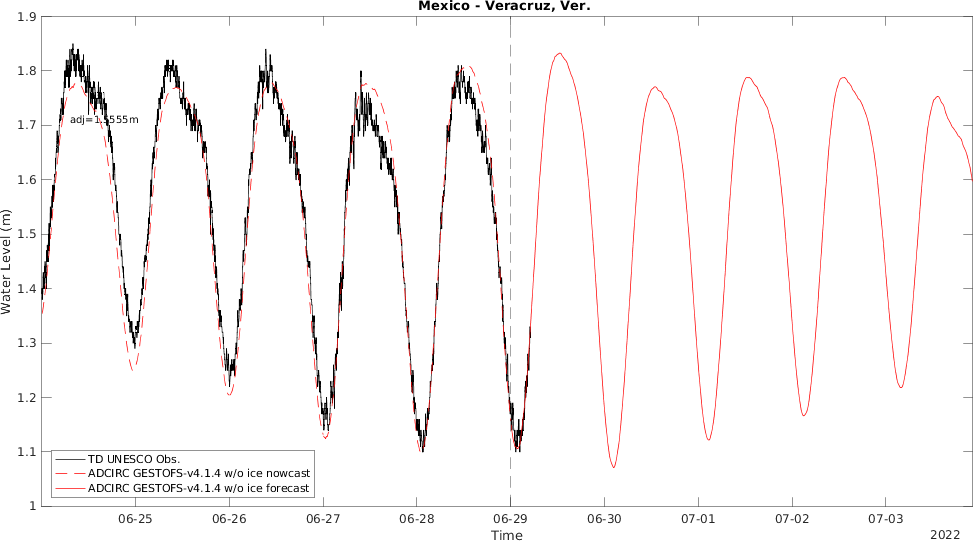 Mexico - Veracruz, Ver.
1.9
1.8
1.7
1.6
1.5
1.4
1.3
1.2
1.1
1
Water Level (m)
TD UNESCO Obs.
ADCIRC GESTOFS-v4.1.4 w/o ice nowcast
ADCIRC GESTOFS-v4.1.4 w/o ice forecast
06-25 06-26 06-27 06-28 06-29 06-30 07-01 07-02 07-03
Time
2022